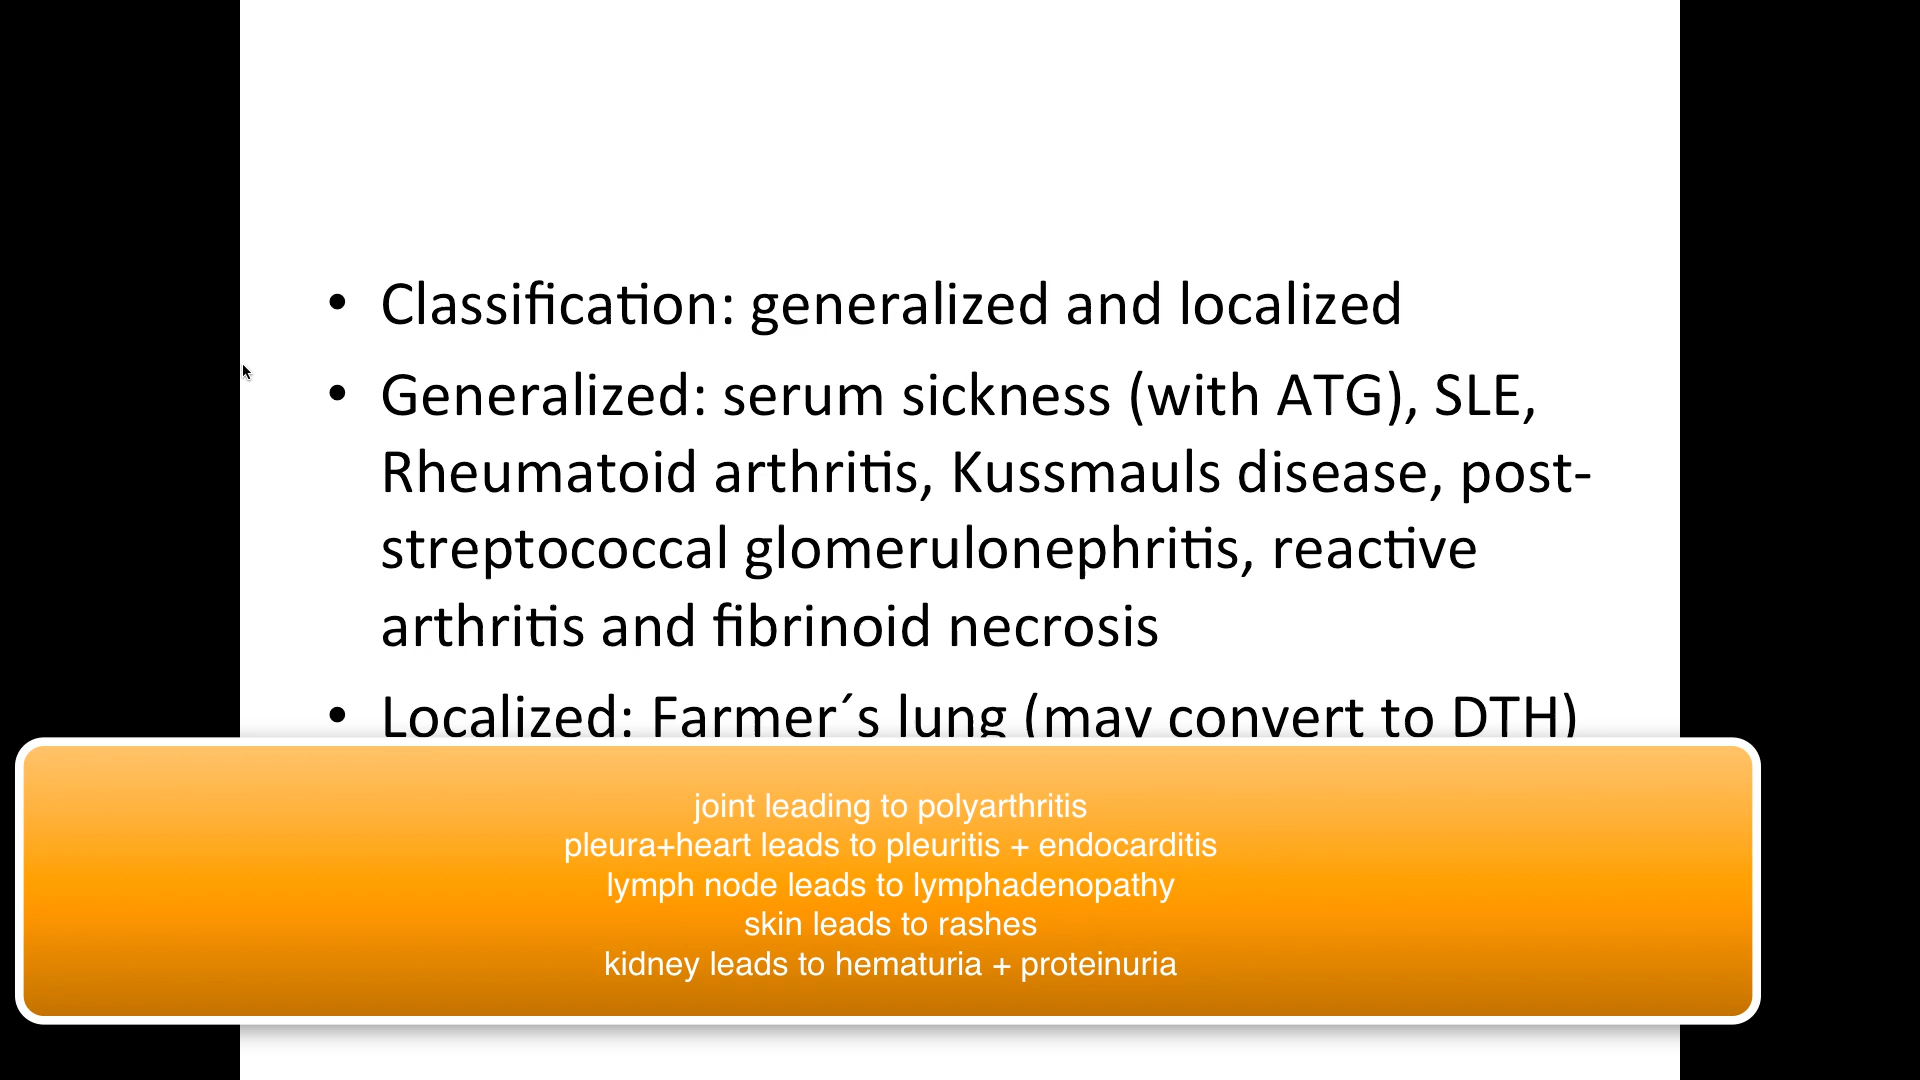 • Classification: generalized and localized
• Generalized: serum sickness (with ATG), SLE,
Rheumatoid arthritis, Kussmauls disease, post-
streptococcal glomerulonephritis, reactive
arthritis and fibrinoid necrosis
• Localized: Farmer´s lung (may convert to DTH)
joint leading to polyarthritis
pleura+heart leads to pleuritis + endocarditis
lymph node leads to lymphadenopathy
skin leads to rashes
kidney leads to hematuria + proteinuria